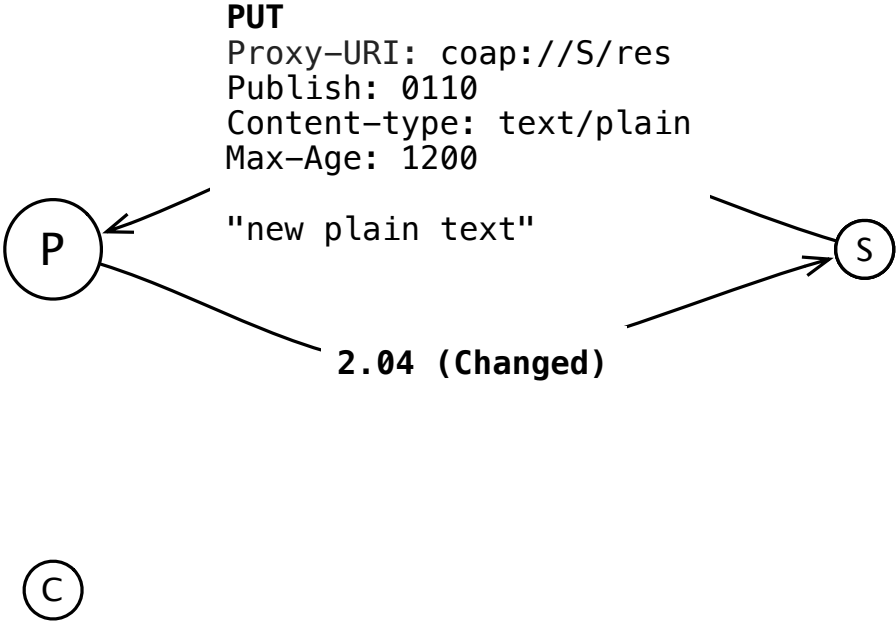 PUT
Proxy-URI: coap://S/res
Publish: 0110
Content-type: text/plain
Max-Age: 1200
"new plain text"
P
S
2.04 (Changed)
C